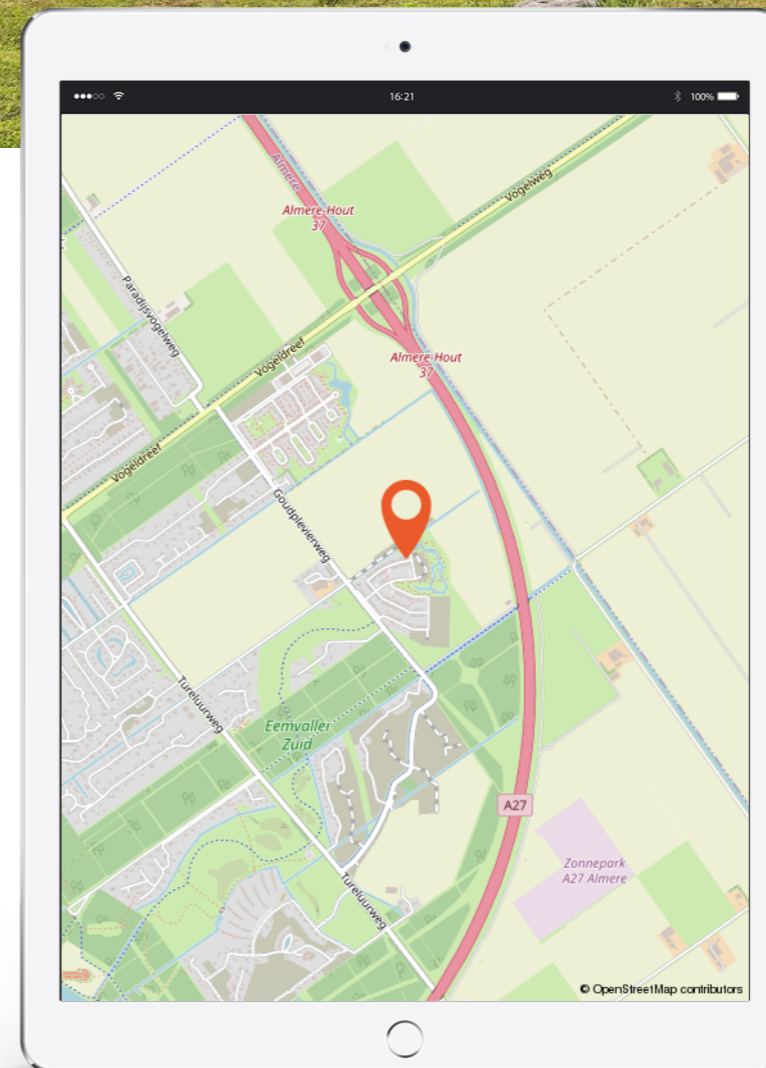 16:21
100%
Almere
Almere-Hout
37
Vogelweg
Paradijsvogelweg
Vogeldreef
Almere-Hout
37
Vogeldreef
Goudplevierweg
Tureluurweg
Eemvaller
Zuid
A27
Zonnepark
A27 Almere
Tureluurweg
© OpenStreetMap contributors